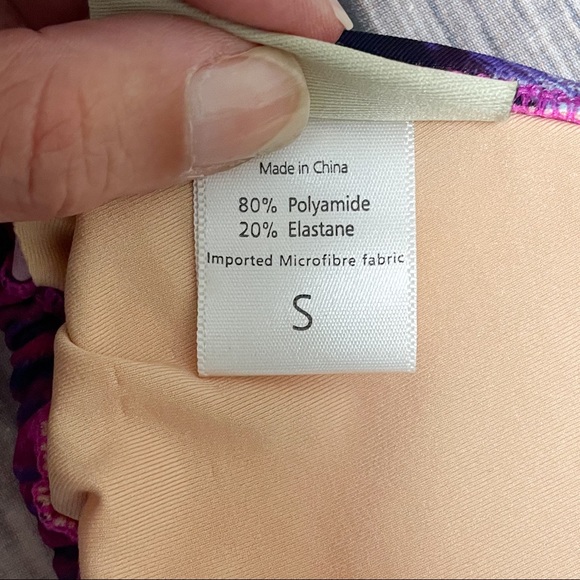 Made in China
80% Polyamide
20% Elastane
Imported Microfibre fabric
S